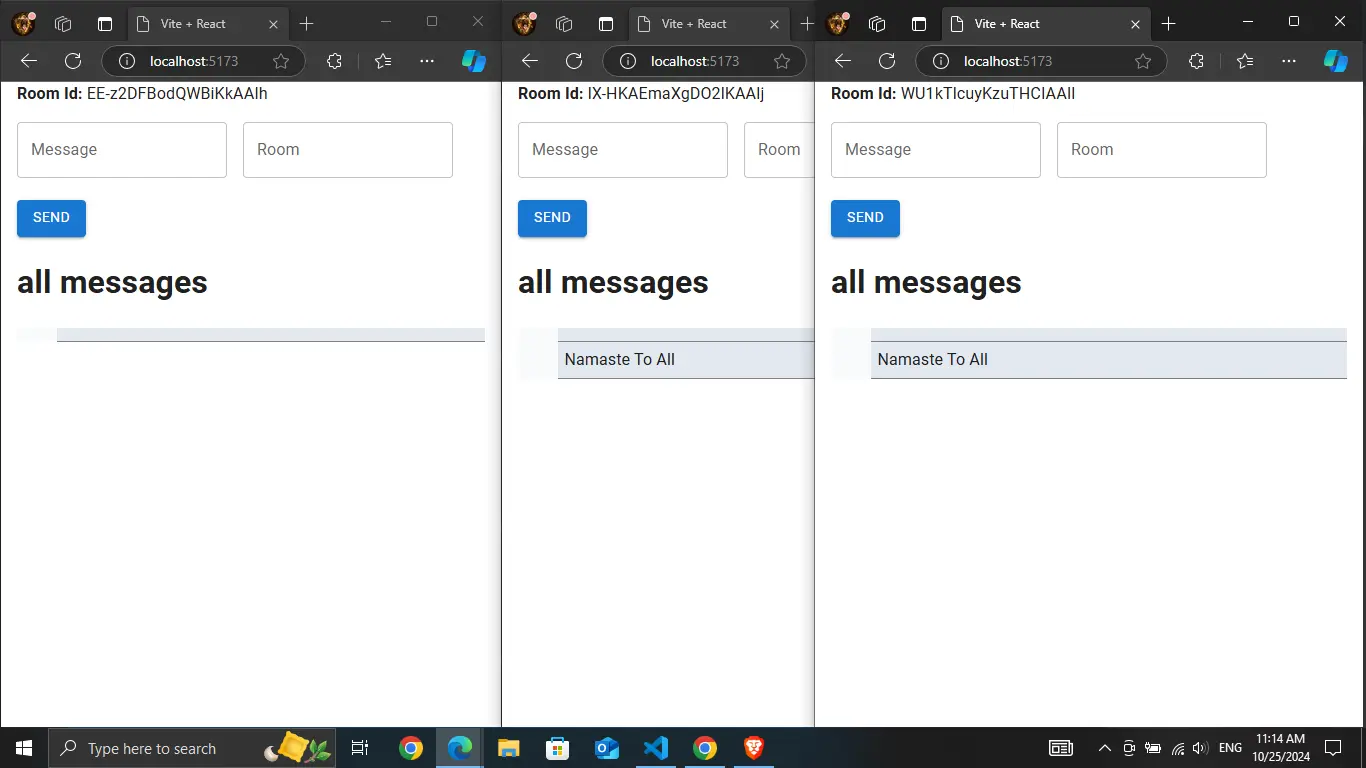 Vite + React
localhost:5173
Room Id: EE-z2DFBodQWBiKkAAIh
Message
Room
SEND
all messages
Vite + React
localhost:5173
Room Id: IX-HKAEmaXgDO2IKAAIj
Message
Room
SEND
all messages
Namaste To All
Vite + React
localhost:5173
Room Id: WU1kTIcuyKzuTHCIAAIl
Message
Room
SEND
all messages
Namaste To All
Type here to search
ENG
11:14 AM
10/25/2024